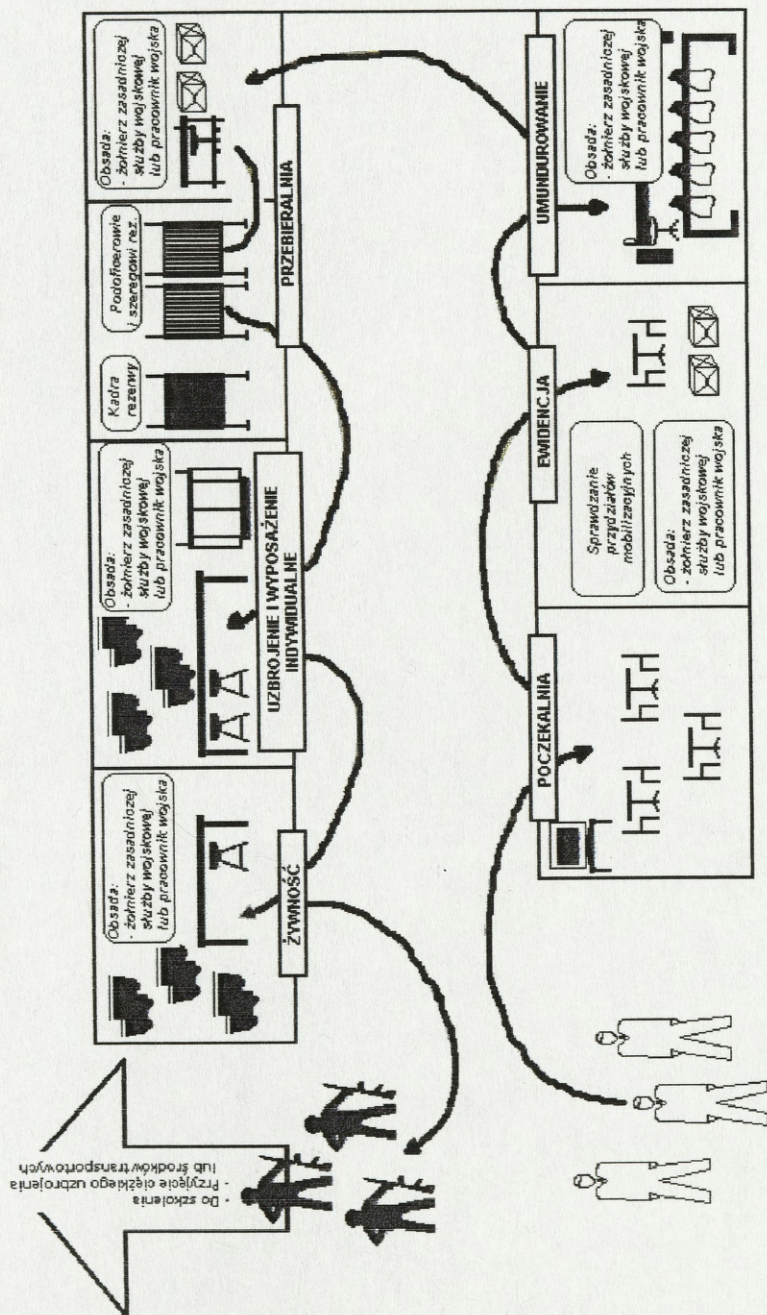 - Do szkolenia
- Przyjęcie ciężkiego uzbrojenia
lub środków transportowych
Obsada:
- żołnierz zasadniczej
służby wojskowej
lub pracownik wojska
ŻYWNOŚĆ
Obsada:
- żołnierz zasadniczej
służby wojskowej
lub pracownik wojska
UZBROJENIE I WYPOSAŻENIE
INDYWIDUALNE
Kadra
rezerwy
Podoficerowie
i szeregowi rez.
Obsada:
- żołnierz zasadniczej
służby wojskowej
lub pracownik wojska
PRZEBIERALNIA
POCZEKALNIA
EWIDENCJA
Sprawdzanie
przydziałów
mobilizacyjnych
Obsada:
- żołnierz zasadniczej
służby wojskowej
lub pracownik wojska
UMUNDUROWANIE
Obsada:
- żołnierz zasadniczej
służby wojskowej
lub pracownik wojska